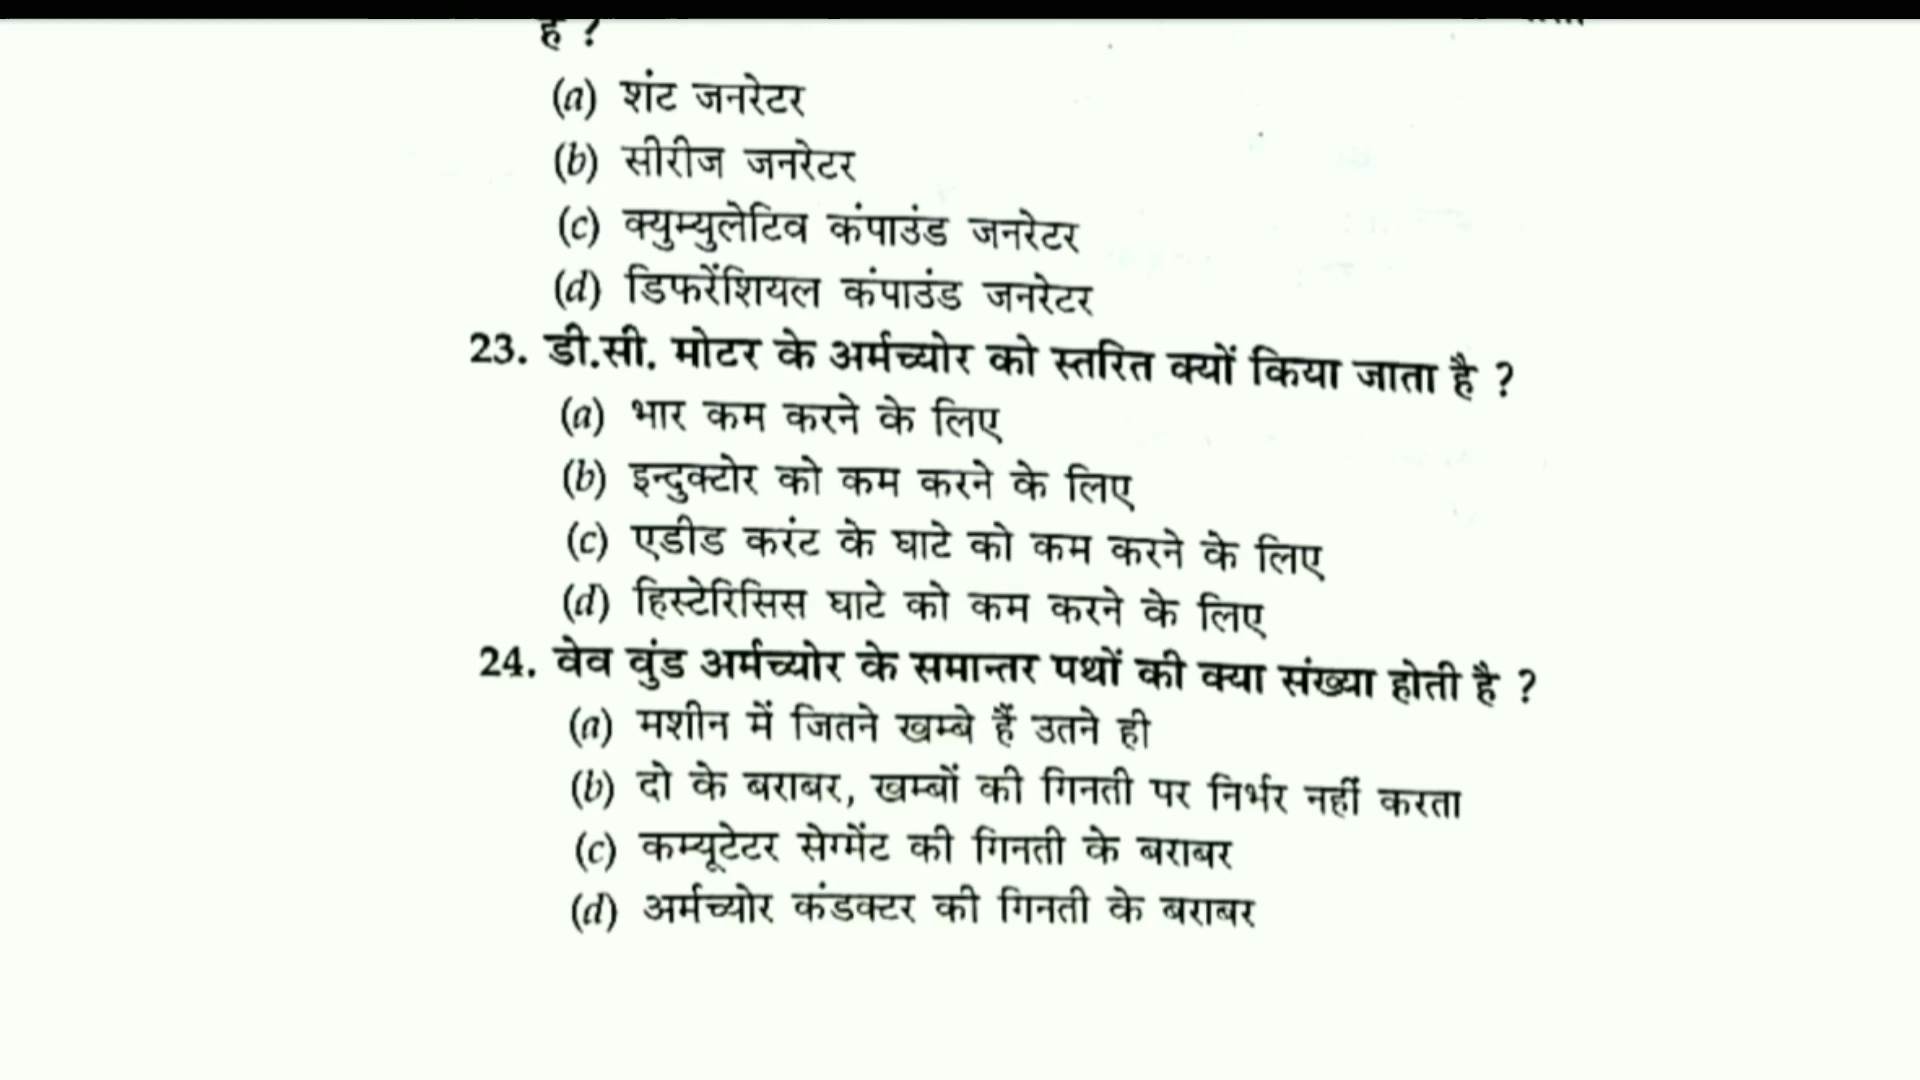 है ?
(a) शंट जनरेटर
(b) सीरीज जनरेटर
(c) क्युम्युलेटिव कंपाउंड जनरेटर
(d) डिफरेंशियल कंपाउंड जनरेटर
23. डी.सी. मोटर के अर्मच्योर को स्तरित क्यों किया जाता है ?
(a) भार कम करने के लिए
(b) इन्दुक्टोर को कम करने के लिए
(c) एडीड करंट के घाटे को कम करने के लिए
(d) हिस्टेरिसिस घाटे को कम करने के लिए
24. वेव वुंड अर्मच्योर के समान्तर पथों की क्या संख्या होती है ?
(a) मशीन में जितने खम्बे हैं उतने ही
(b) दो के बराबर, खम्बों की गिनती पर निर्भर नहीं करता
(c) कम्यूटेटर सेग्मेंट की गिनती के बराबर
(d) अर्मच्योर कंडक्टर की गिनती के बराबर